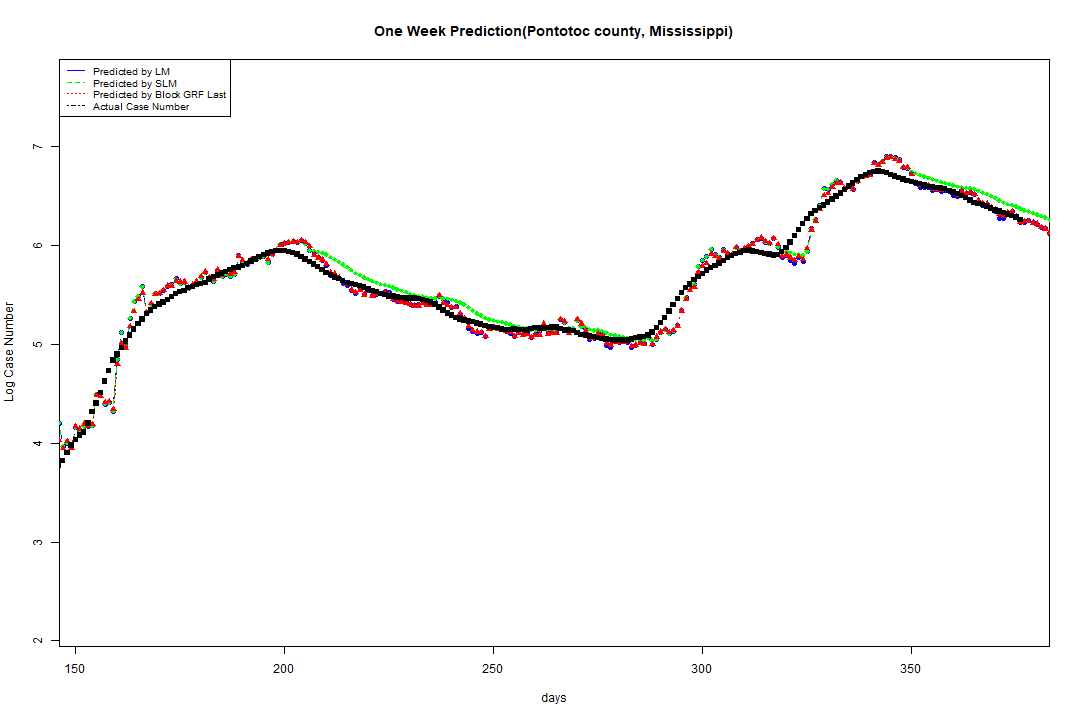 One Week Prediction(Pontotoc county, Mississippi)
Predicted by LM
Predicted by SLM
Predicted by Block GRF Last
Actual Case Number
7
6
5
4
3
2
Log Case Number
150 200 250 300 350
days